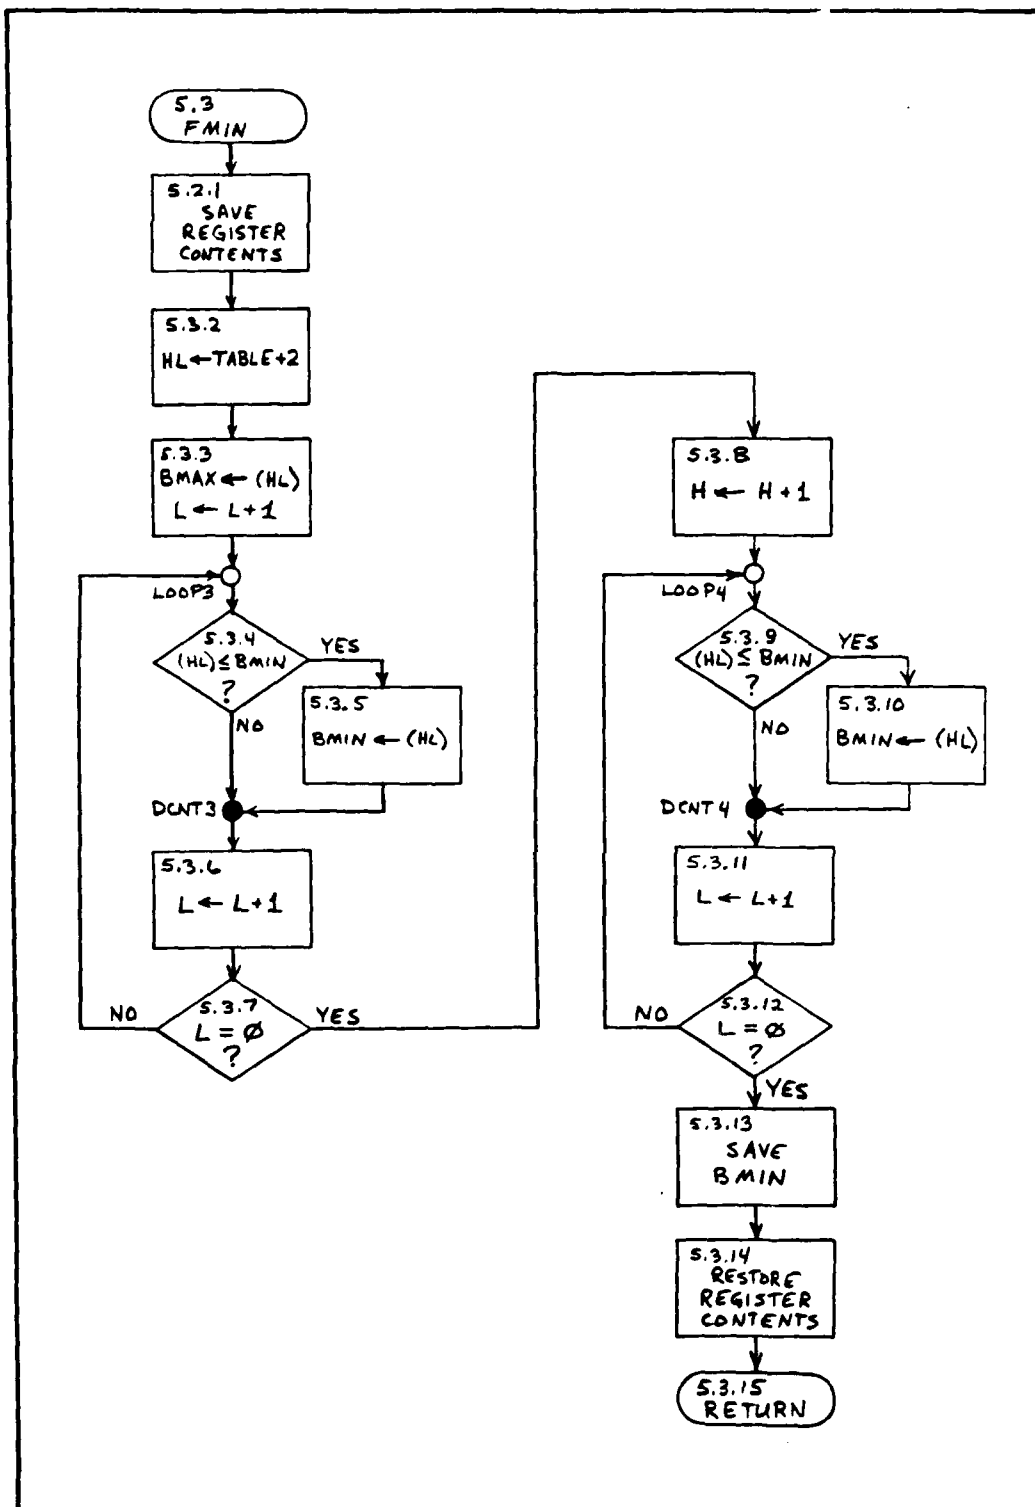 5.3
FMIN
5.2.1
SAVE
REGISTER
CONTENTS
5.3.2
HL←TABLE+2
5.3.3
BMAX←(HL)
L←L+1
LOOP3
5.3.4
(HL)≤BMIN
?
YES
NO
5.3.5
BMIN←(HL)
DCNT3
5.3.6
L←L+1
5.3.7
L=Ø
?
NO
YES
5.3.8
H←H+1
LOOP4
5.3.9
(HL)≤BMIN
?
YES
NO
5.3.10
BMIN←(HL)
DCNT4
5.3.11
L←L+1
5.3.12
L=Ø
?
NO
YES
5.3.13
SAVE
BMIN
5.3.14
RESTORE
REGISTER
CONTENTS
5.3.15
RETURN